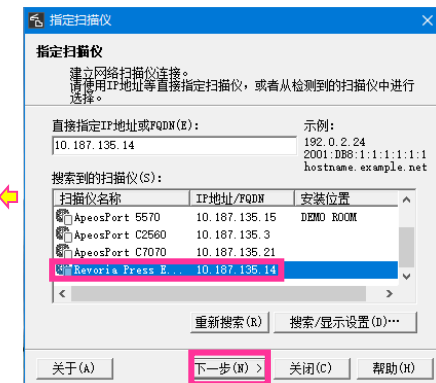 指定扫描仪
指定扫描仪
建立网络扫描仪连接。
请使用IP地址等直接指定扫描仪，或者从检测到的扫描仪中进行
选择。
直接指定IP地址或FQDN(E):
示例:
10.187.135.14
192.0.2.24
2001:DB8:1:1:1:1:1:1
hostname.example.net
搜索到的扫描仪(S):
扫描仪名称 IP地址/FQDN 安装位置
ApeosPort 5570 10.187.135.15 DEMO ROOM
ApeosPort C2560 10.187.135.3
ApeosPort C7070 10.187.135.21
Revoria Press E... 10.187.135.14
重新搜索(R) 搜索/显示设置(D)...
关于(A) 下一步(N) > 关闭(C) 帮助(H)